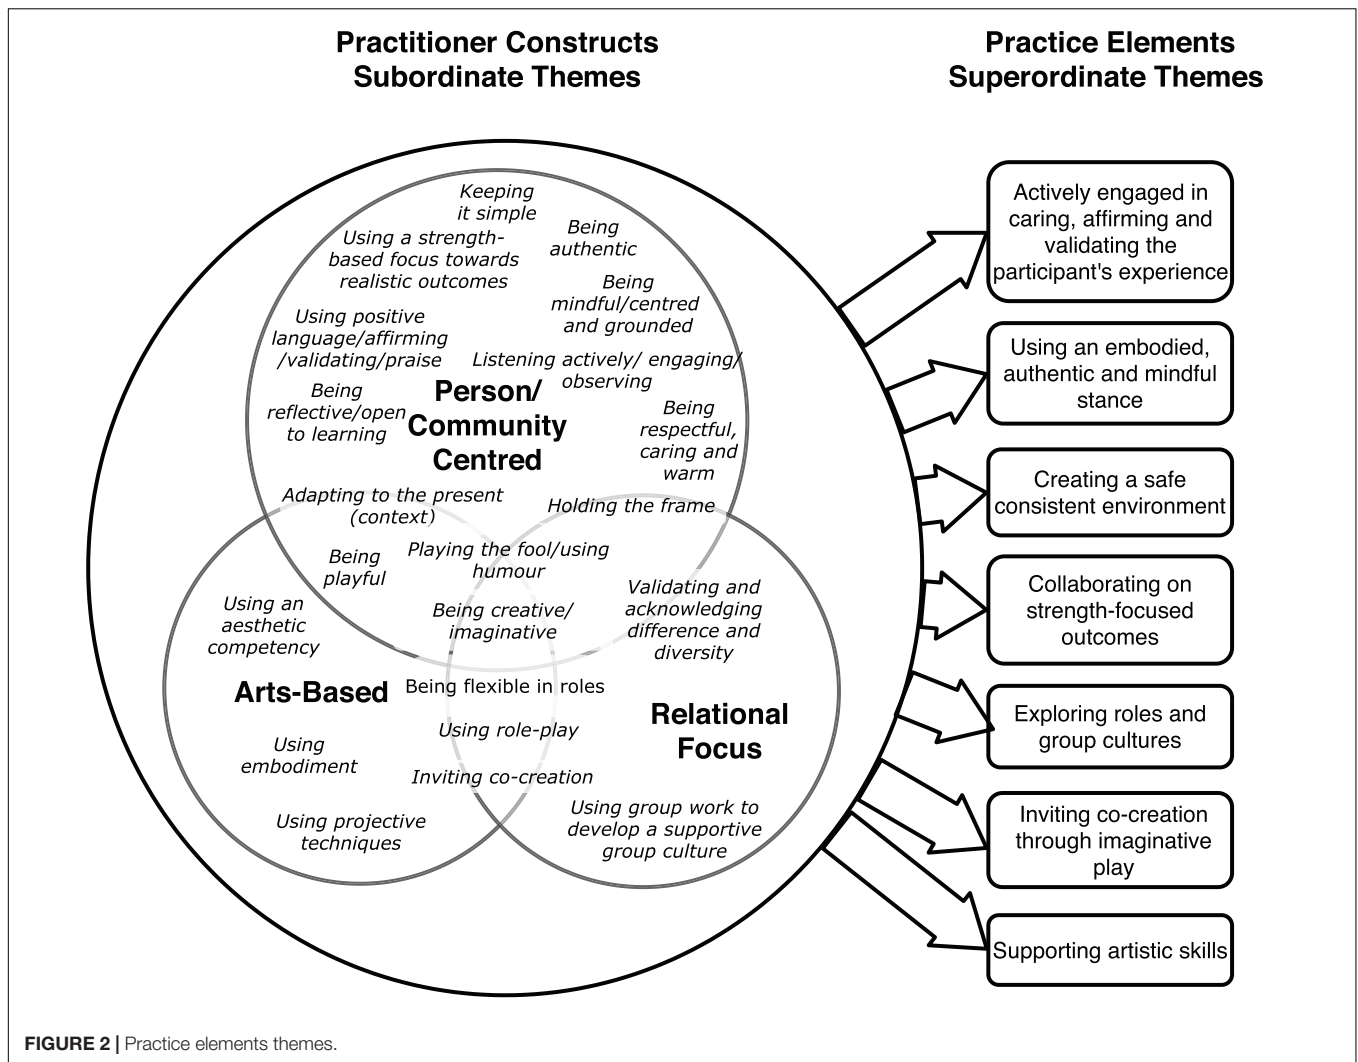 Practitioner Constructs
Subordinate Themes
Practice Elements
Superordinate Themes
Keeping
it simple
Being
authentic
Using a strength-
based focus towards
realistic outcomes
Being
mindful/centred
and grounded
Using positive
language/affirming
/validating/praise
Listening actively/ engaging/
observing
Being
reflective/open
to learning
Person/
Community
Centred
Being
respectful,
caring and
warm
Adapting to the present
(context)
Holding the frame
Being
playful
Playing the fool/using
humour
Using an
aesthetic
competency
Being creative/
imaginative
Validating and
acknowledging
difference and
diversity
Arts-Based
Being flexible in roles
Relational
Focus
Using role-play
Using
embodiment
Inviting co-creation
Using projective
techniques
Using group work to
develop a supportive
group culture
Actively engaged in
caring, affirming and
validating the
participant's experience
Using an embodied,
authentic and mindful
stance
Creating a safe
consistent environment
Collaborating on
strength-focused
outcomes
Exploring roles and
group cultures
Inviting co-creation
through imaginative
play
Supporting artistic skills
FIGURE 2 | Practice elements themes.